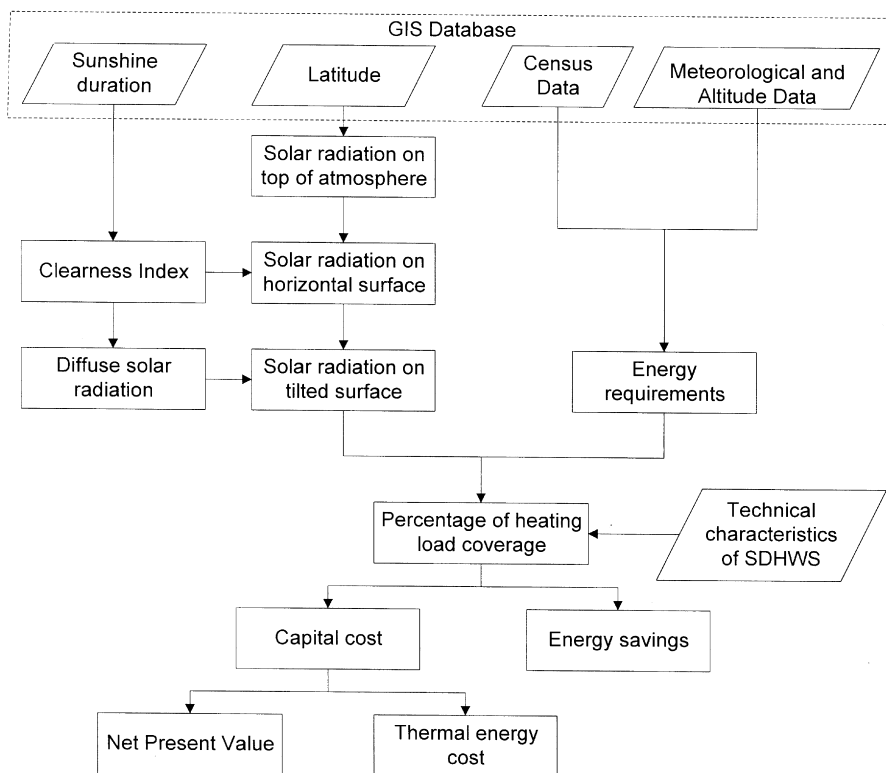 GIS Database
Sunshine
duration
Latitude
Census
Data
Meteorological and
Altitude Data
Solar radiation on
top of atmosphere
Clearness Index
Solar radiation on
horizontal surface
Diffuse solar
radiation
Solar radiation on
tilted surface
Energy
requirements
Percentage of heating
load coverage
Technical
characteristics
of SDHWS
Capital cost
Energy savings
Net Present Value
Thermal energy
cost